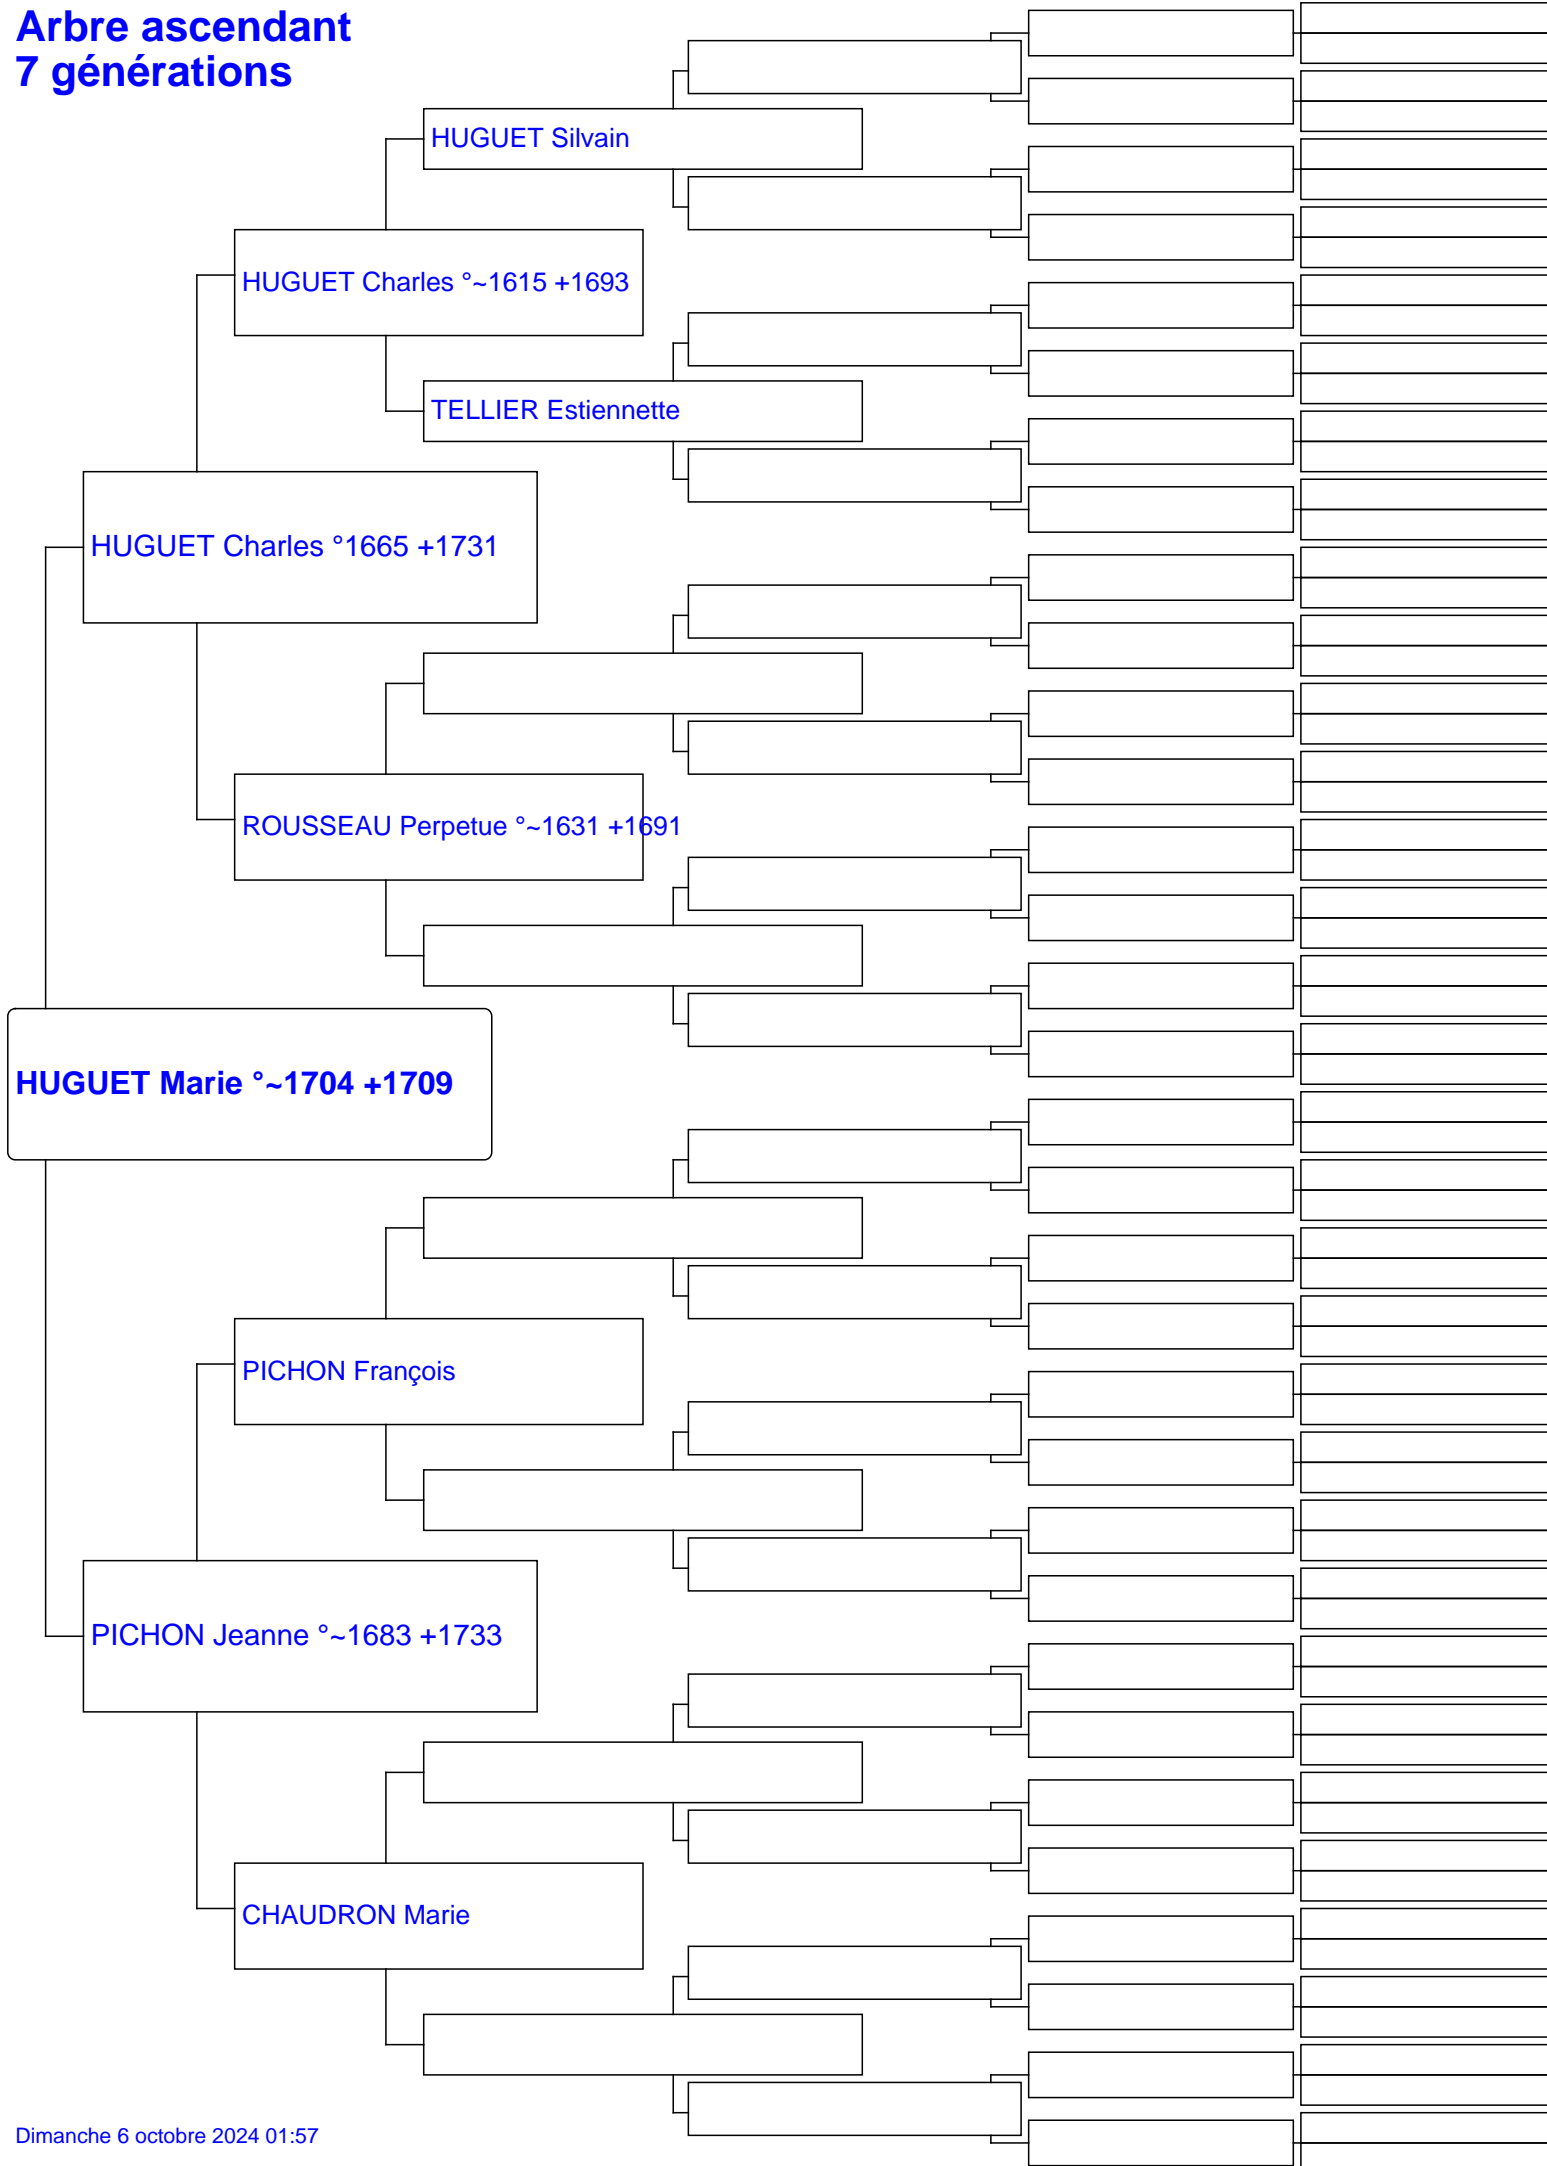 Arbre ascendant
7 générations
HUGUET Silvain
HUGUET Charles °~1615 +1693
TELLIER Estiennette
HUGUET Charles °1665 +1731
ROUSSEAU Perpetue °~1631 +1691
HUGUET Marie °~1704 +1709
PICHON François
PICHON Jeanne °~1683 +1733
CHAUDRON Marie
Dimanche 6 octobre 2024 01:57